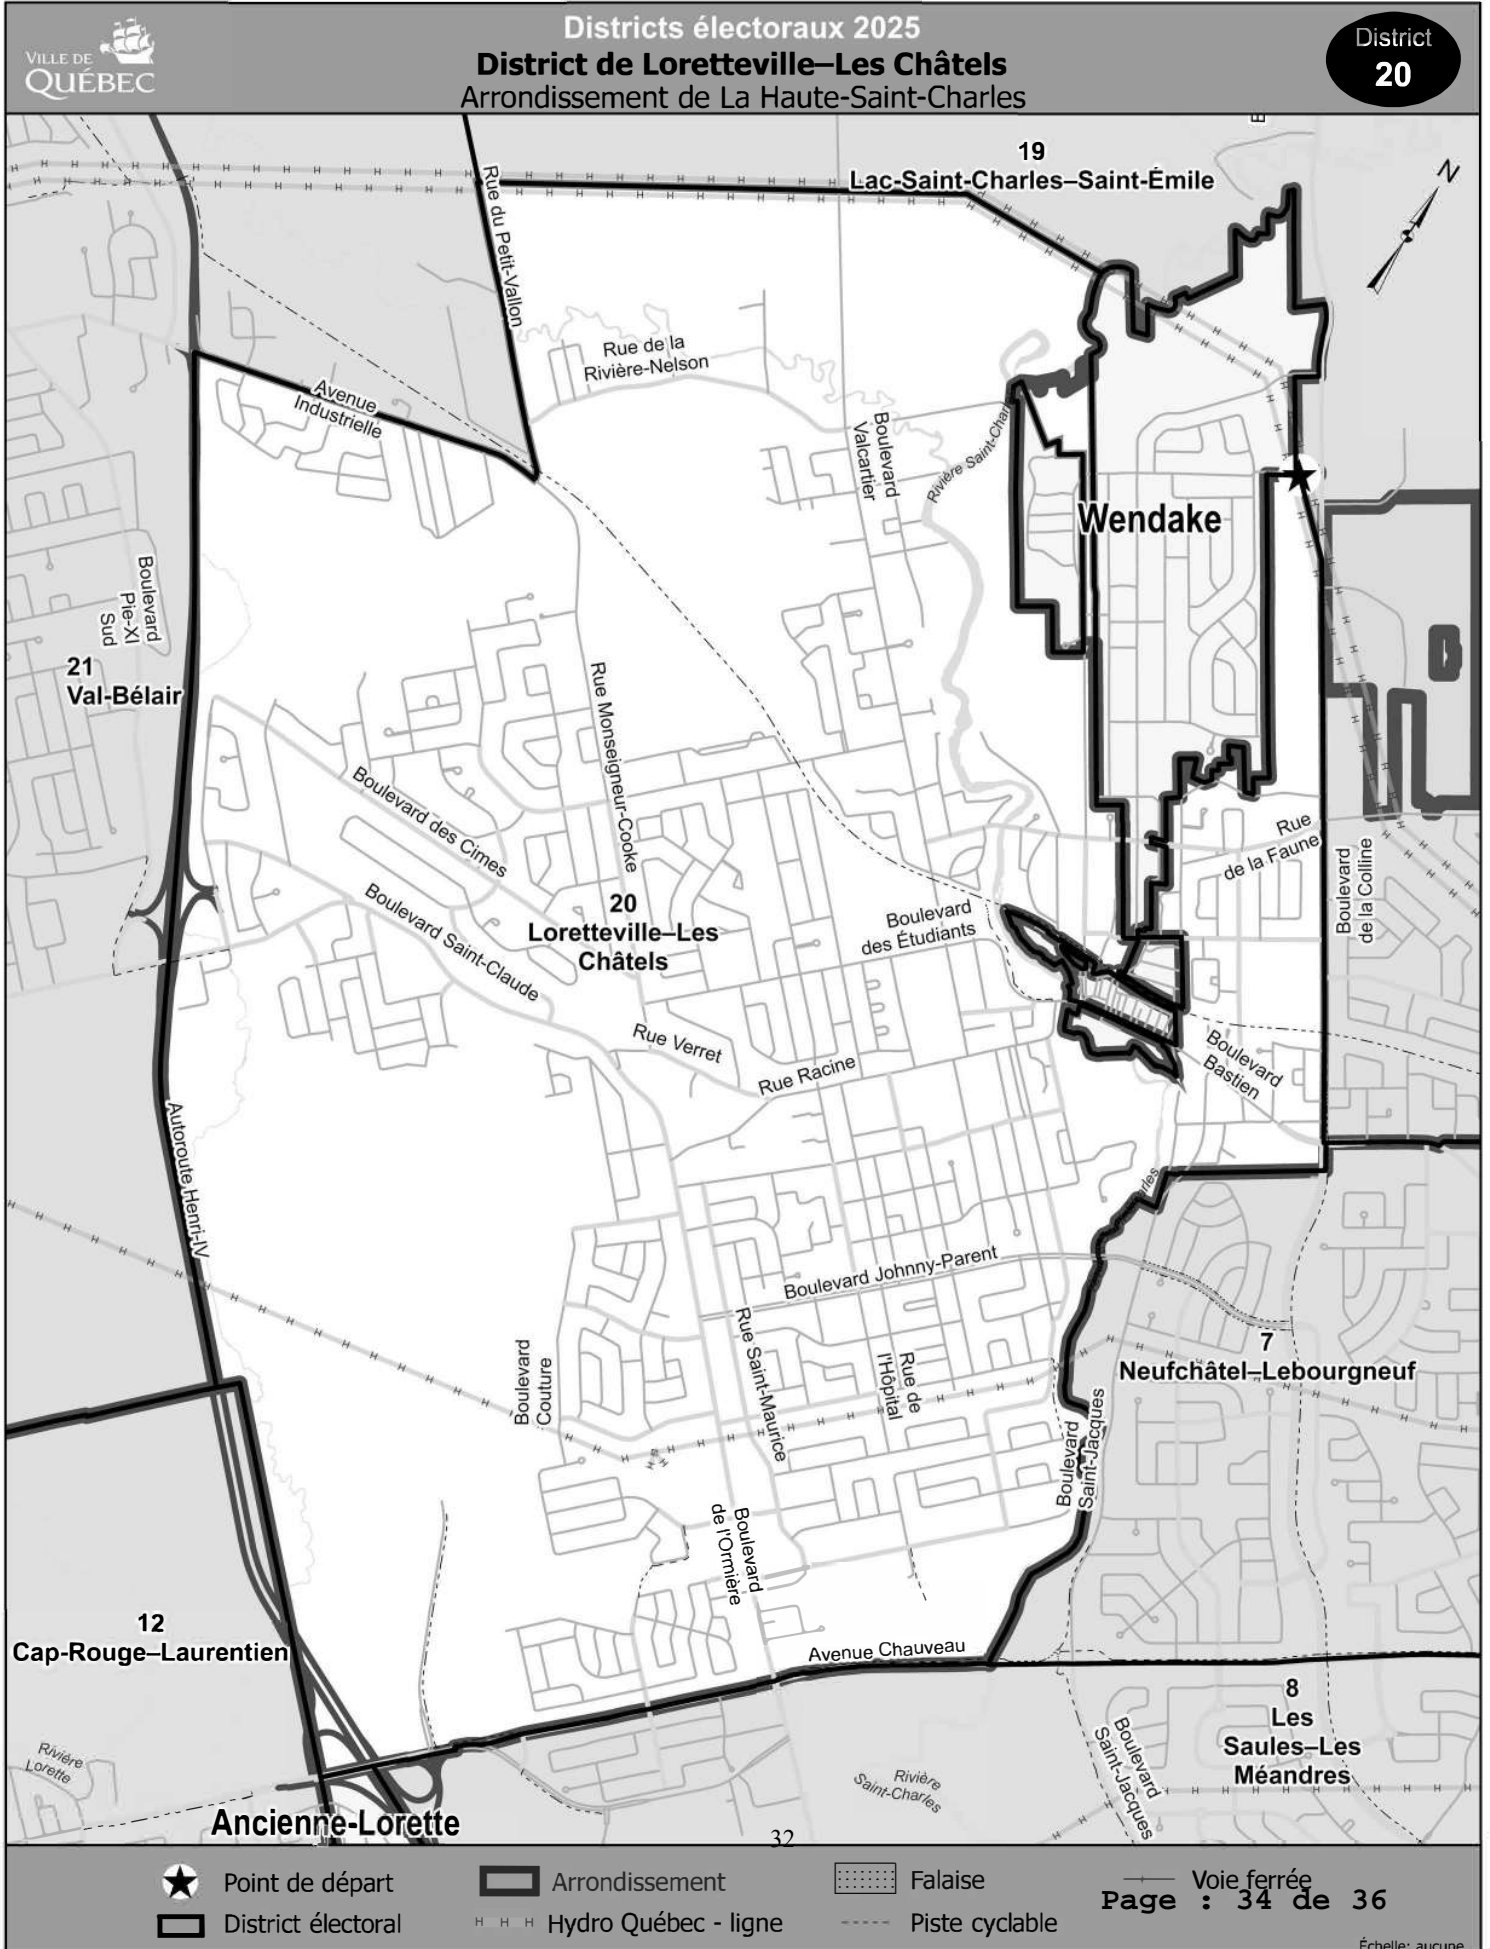 VILLE DE
QUÉBEC
Districts électoraux 2025
District de Loretteville–Les Châtels
Arrondissement de La Haute-Saint-Charles
District
20
19
Lac-Saint-Charles–Saint-Émile
N
Rue du Petit-Vallon
Rue de la
Rivière-Nelson
Avenue
Industrielle
Boulevard
Valcartier
Rivière Saint-Char
Wendake
Boulevard
Pie-XI
Sud
21
Val-Bélair
Rue Monseigneur-Cooke
Boulevard des Cimes
Rue
de la Faune
Boulevard
de la Colline
Boulevard Saint-Claude
20
Loretteville–Les
Châtels
Boulevard
des Étudiants
Rue Verret
Rue Racine
Boulevard
Bastien
Autoroute Henri-IV
rles
Boulevard Johnny-Parent
Rue Saint-Maurice
Rue de
l'Hôpital
Boulevard
Couture
7
Neufchâtel–Lebourgneuf
Boulevard
Saint-Jacques
Boulevard
de l'Ormière
12
Cap-Rouge–Laurentien
Avenue Chauveau
8
Les
Saules–Les
Méandres
Boulevard
Saint-Jacques
Rivière
Lorette
Rivière
Saint-Charles
Ancienne-Lorette
32
Point de départ
Arrondissement
Falaise
Voie ferrée
Page : 34 de 36
District électoral
H H H Hydro Québec - ligne
Piste cyclable
Échelle: aucune